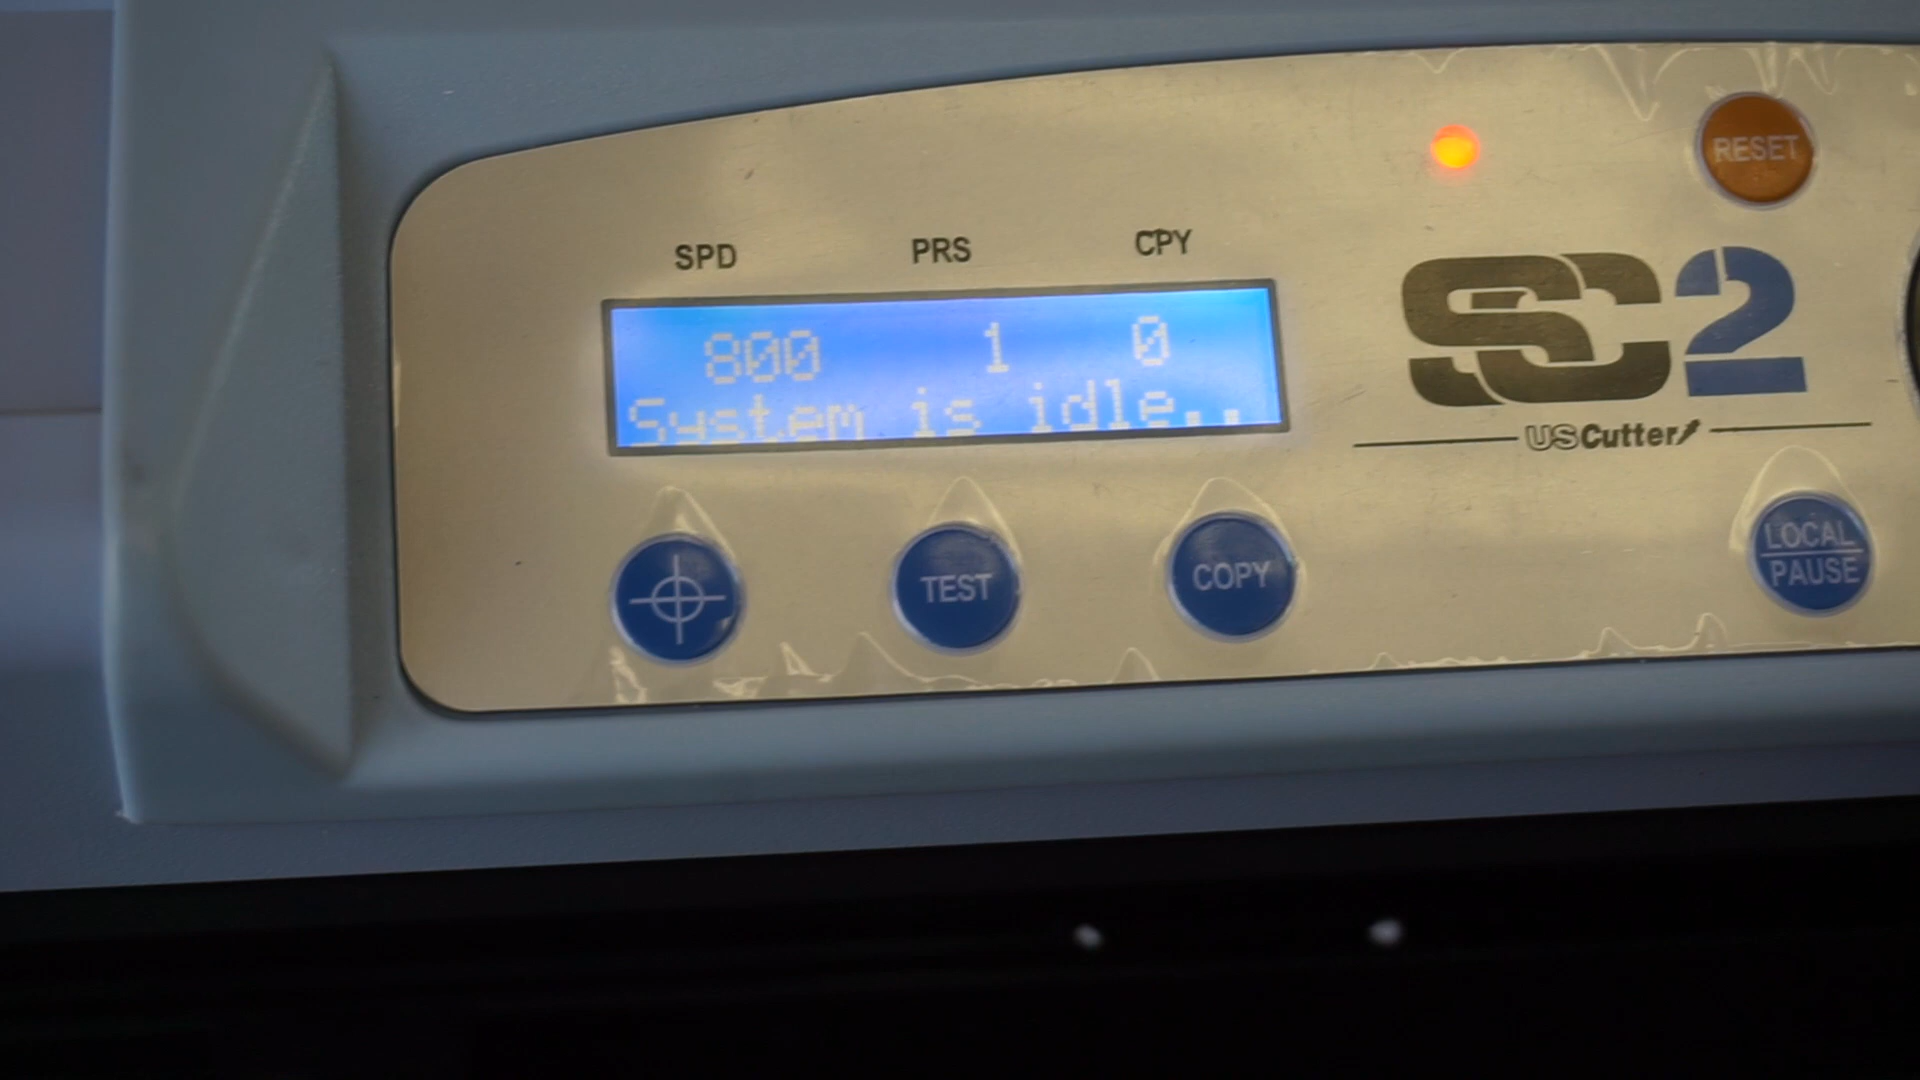 RESET
SPD PRS CPY
800 1 0
System is idle..
SC2
USCutter
TEST COPY LOCAL
PAUSE